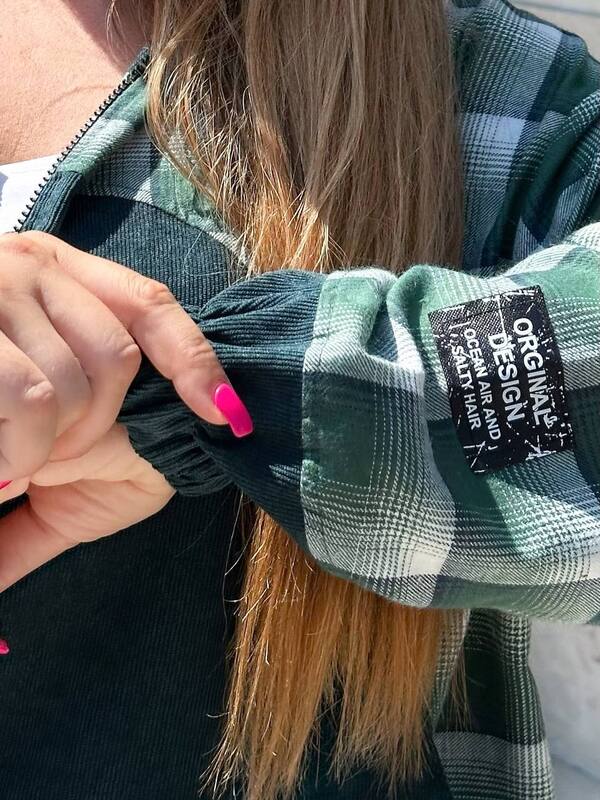 ORGINAL
DESIGN
OCEAN AIR AND
SALTY HAIR